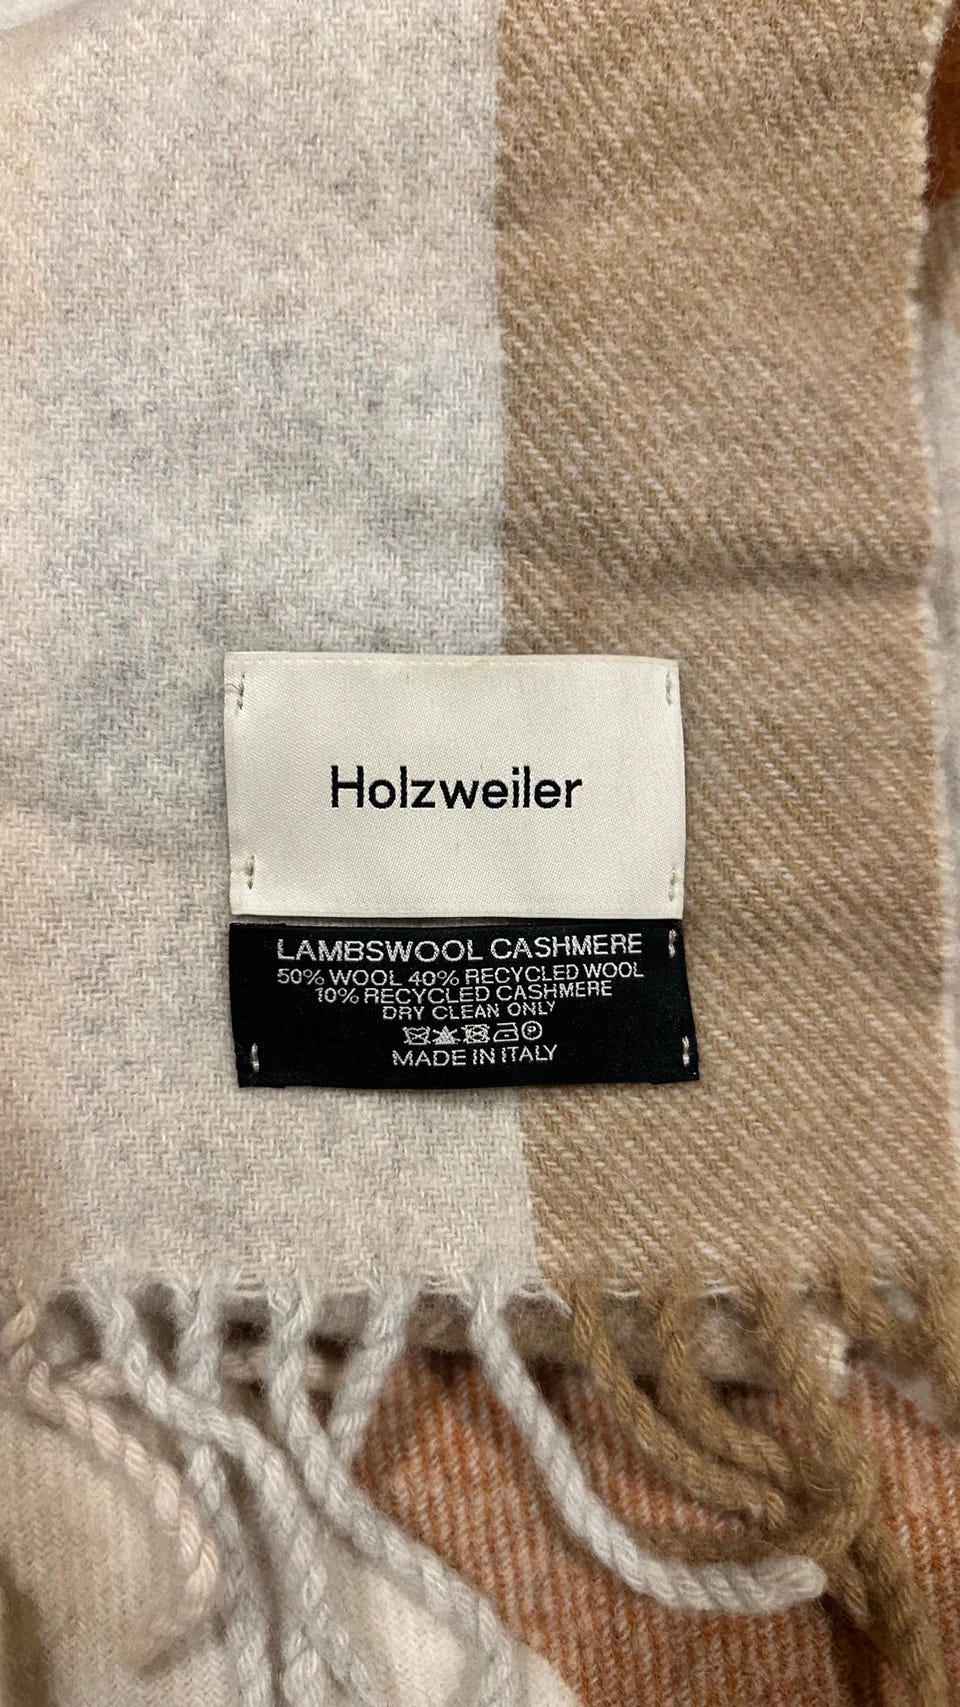 Holzweiler
LAMBSWOOL CASHMERE
50% WOOL 40% RECYCLED WOOL
10% RECYCLED CASHMERE
DRY CLEAN ONLY
P
MADE IN ITALY